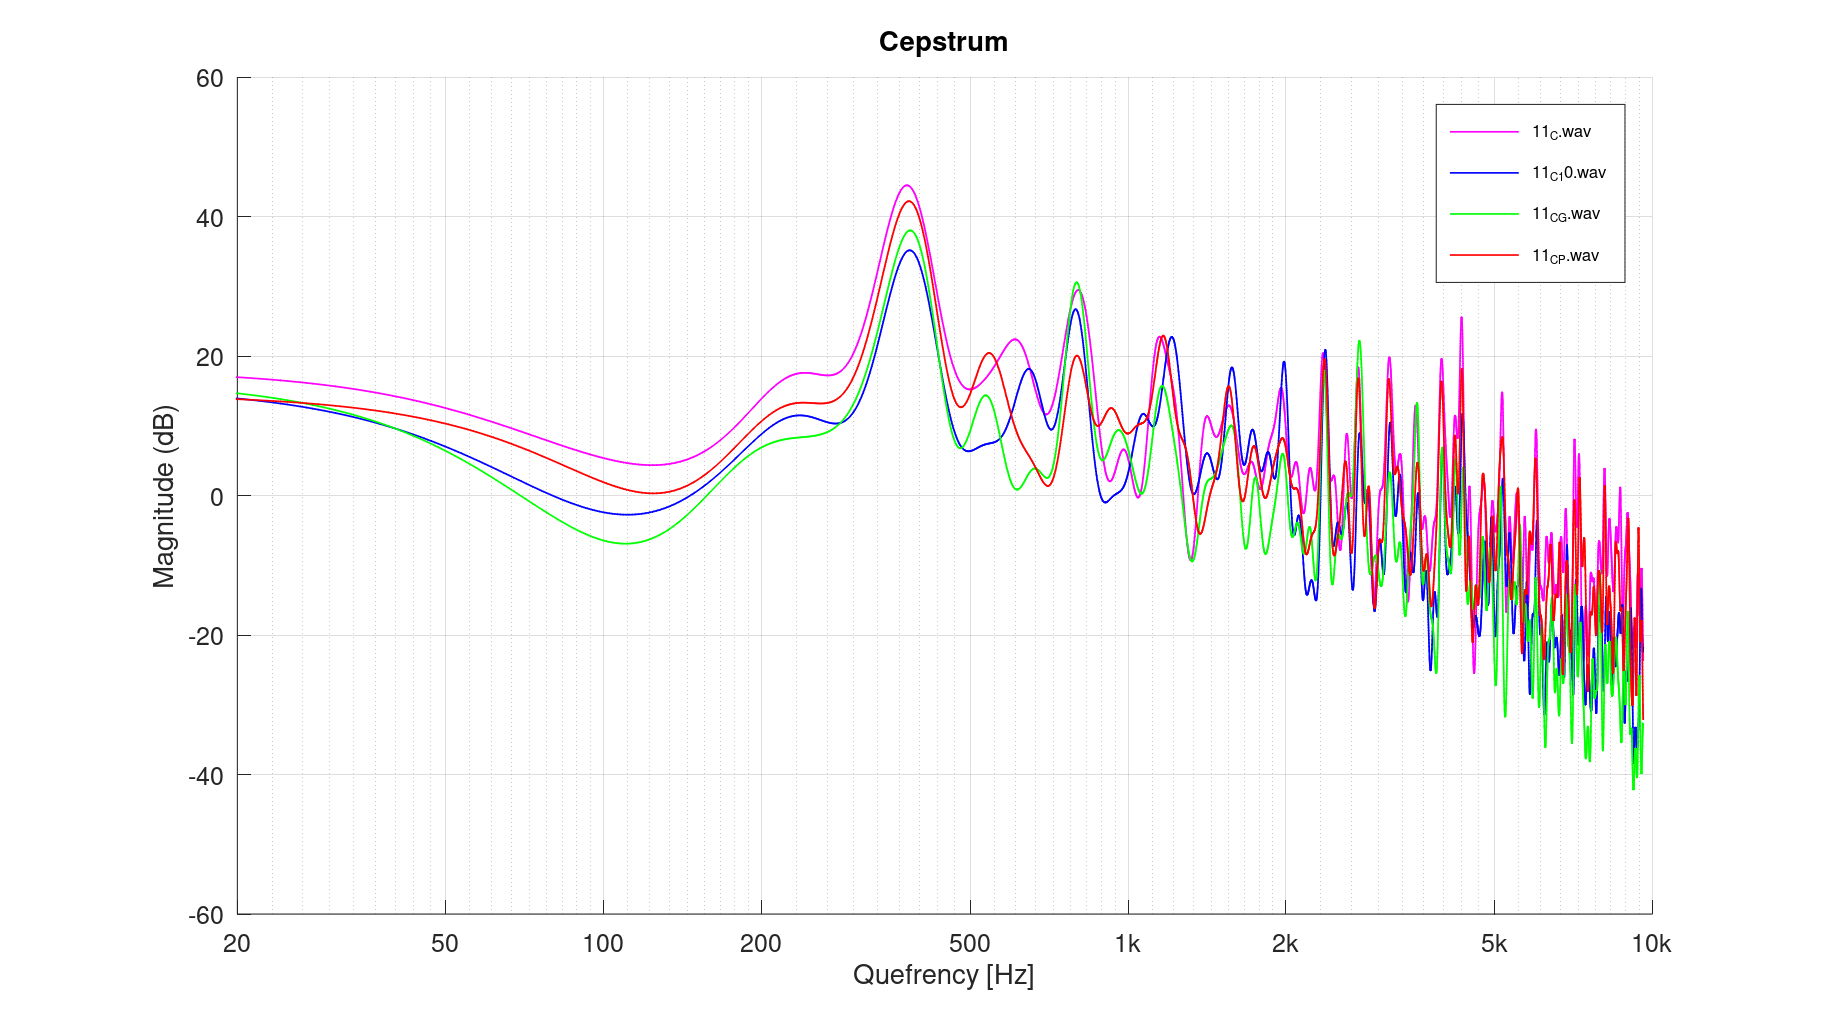 Cepstrum
60
40
20
0
-20
-40
-60
Magnitude (dB)
11C.wav
11C10.wav
11CG.wav
11CP.wav
20 50 100 200 500 1k 2k 5k 10k
Quefrency [Hz]